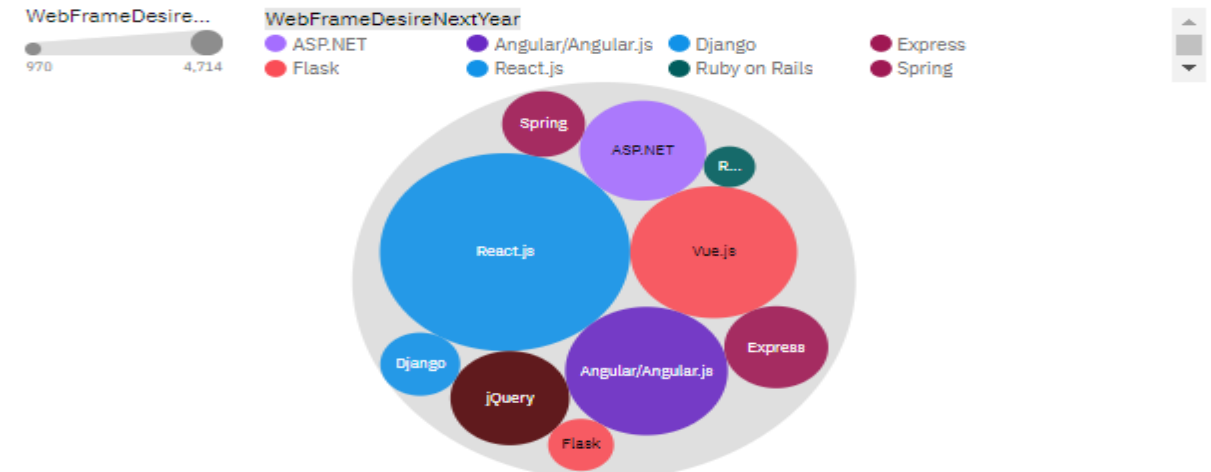 WebFrameDesire...
970 4,714
WebFrameDesireNextYear
ASP.NET Angular/Angular.js Django Express
Flask React.js Ruby on Rails Spring
Spring
ASP.NET
R...
React.js
Vue.js
Express
Django
Angular/Angular.js
jQuery
Flask